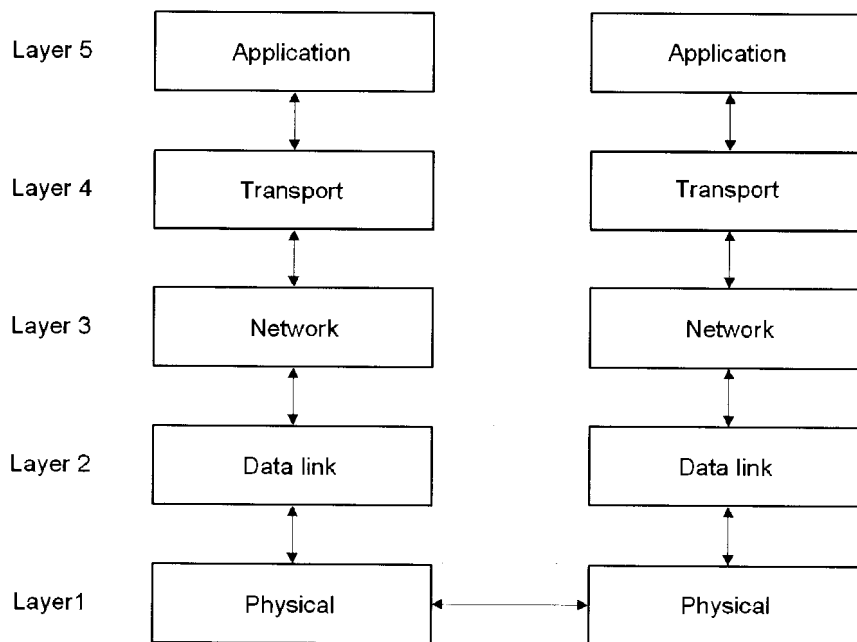 Layer 5 Application Application
Layer 4 Transport Transport
Layer 3 Network Network
Layer 2 Data link Data link
Layer1 Physical Physical